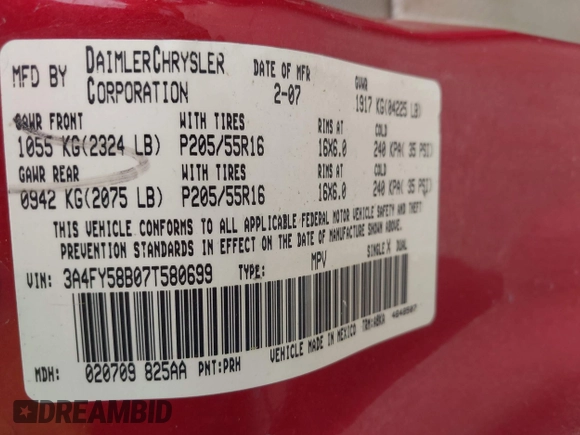 MFD BY DAIMLERCHRYSLER CORPORATION DATE OF MFR 2-07 GVWR 1917 KG(04225 LB)
GAWR FRONT WITH TIRES RIMS AT COLD
1055 KG(2324 LB) P205/55R16 16X6.0 240 KPA( 35 PSI)
GAWR REAR WITH TIRES RIMS AT COLD
0942 KG(2075 LB) P205/55R16 16X6.0 240 KPA( 35 PSI)
THIS VEHICLE CONFORMS TO ALL APPLICABLE FEDERAL MOTOR VEHICLE SAFETY AND THEFT
PREVENTION STANDARDS IN EFFECT ON THE DATE OF MANUFACTURE SHOWN ABOVE.
VIN: 3A4FY58B07T580699 TYPE: MPV SINGLE X DUAL
VEHICLE MADE IN MEXICO
MDH: 020709 825AA PNT:PRH
DREAMBID